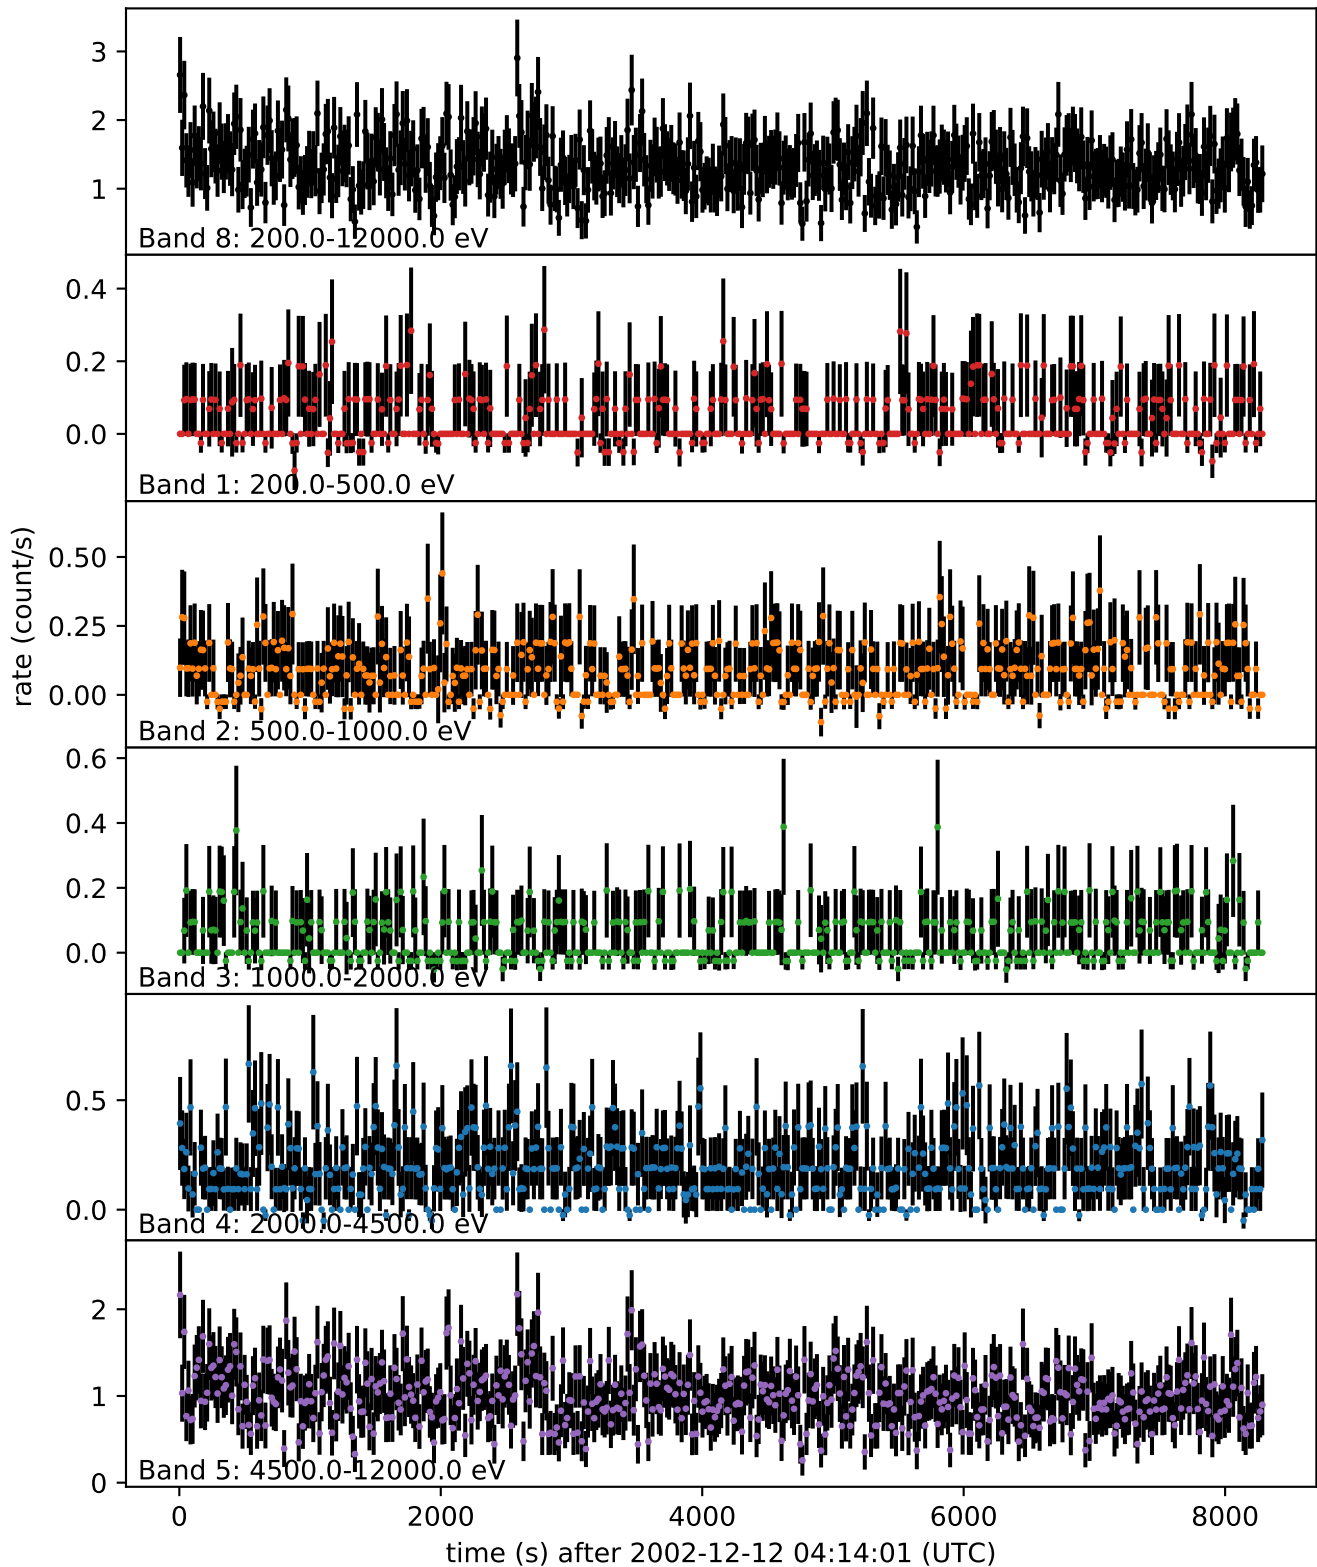 3
2
1
Band 8: 200.0-12000.0 eV
0.4
0.2
0.0
Band 1: 200.0-500.0 eV
rate (count/s)
0.50
0.25
0.00
Band 2: 500.0-1000.0 eV
0.6
0.4
0.2
0.0
Band 3: 1000.0-2000.0 eV
0.5
0.0
Band 4: 2000.0-4500.0 eV
2
1
0
Band 5: 4500.0-12000.0 eV
0 2000 4000 6000 8000
time (s) after 2002-12-12 04:14:01 (UTC)